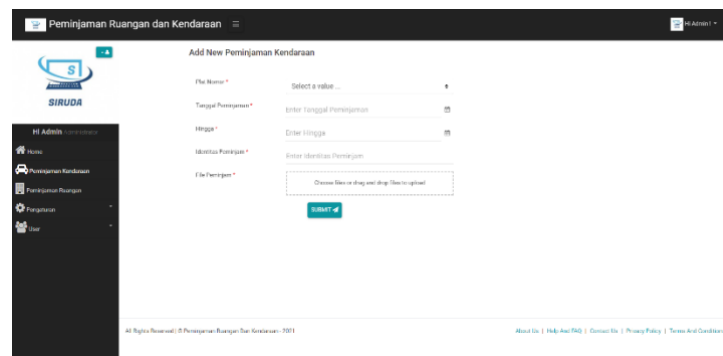 Peminjaman Ruangan dan Kendaraan
Hi Admin1
S
SIRUDA
Hi Admin
Home
Peminjaman Kendaraan
Peminjaman Ruangan
Pengaturan
User
Add New Peminjaman Kendaraan
Plat Nomor *
Select a value ...
Tanggal Peminjaman *
Enter Tanggal Peminjaman
Hingga *
Enter Hingga
Identitas Peminjam *
Enter Identitas Peminjam
File Peminjam *
Choose files or drag and drop files to upload
SUBMIT
All Rights Reserved | © Peminjaman Ruangan Dan Kendaraan - 2021
About Us | Help And FAQ | Contact Us | Privacy Policy | Terms And Condition